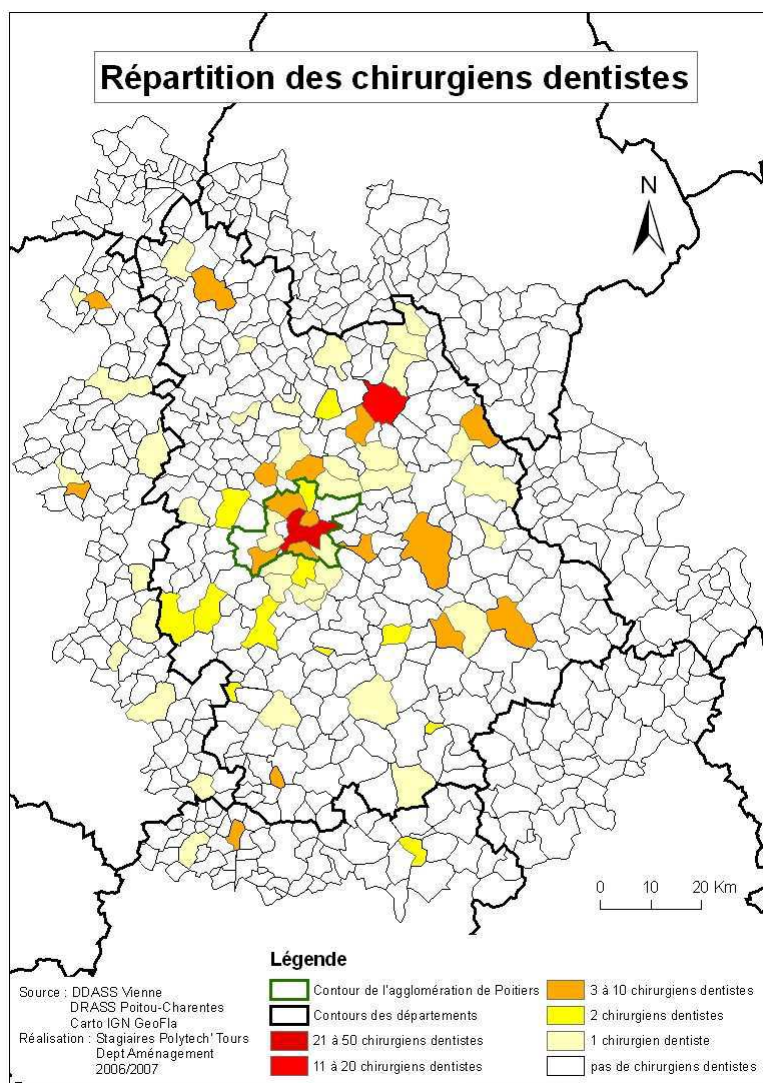 Répartition des chirurgiens dentistes
N
0 10 20 Km
Légende
Contour de l'agglomération de Poitiers
Contours des départements
21 à 50 chirurgiens dentistes
11 à 20 chirurgiens dentistes
3 à 10 chirurgiens dentistes
2 chirurgiens dentistes
1 chirurgien dentiste
pas de chirurgiens dentistes
Source : DDASS Vienne
DRASS Poitou-Charentes
Carto IGN GeoFla
Réalisation : Stagiaires Polytech' Tours
Dept Aménagement
2006/2007